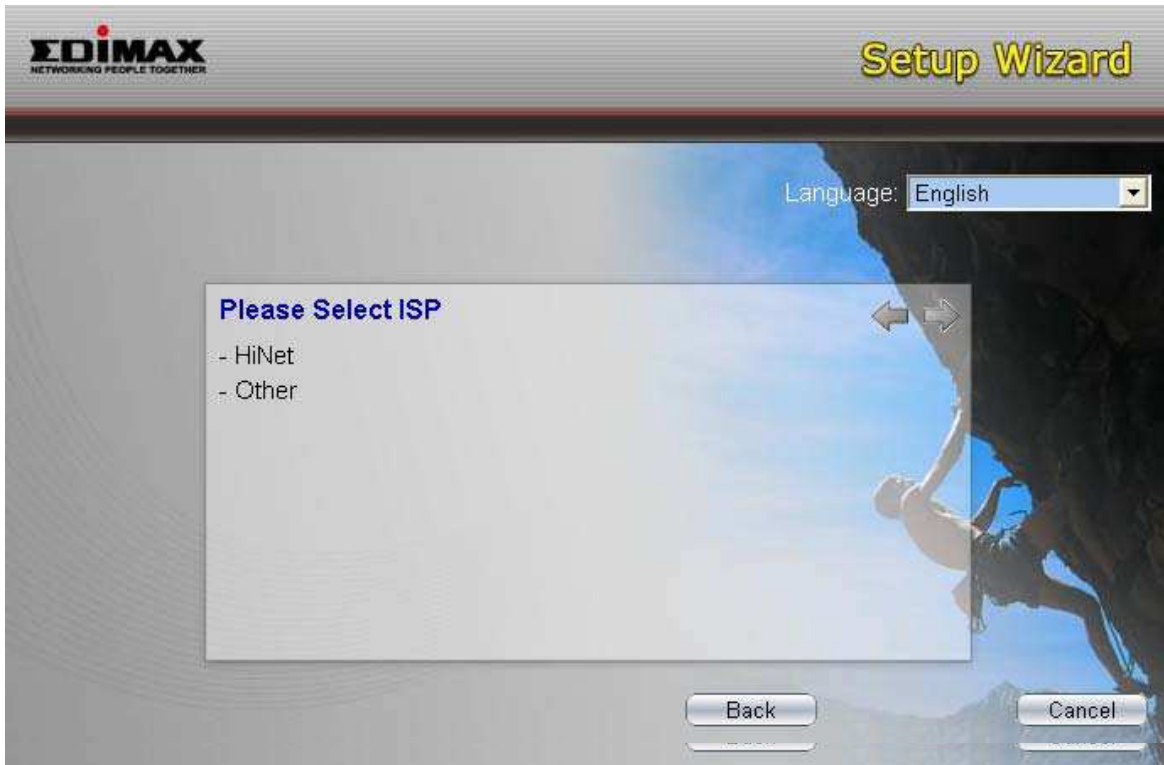 EDIMAX
NETWORKING PEOPLE TOGETHER
Setup Wizard
Language: English
Please Select ISP
- HiNet
- Other
Back
Cancel